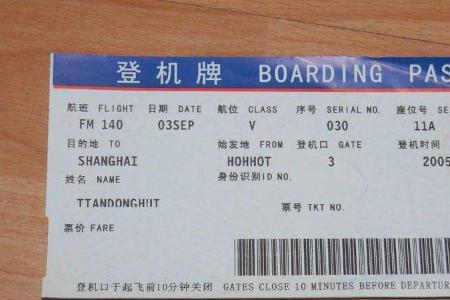 登机牌 BOARDING PAS
航班 FLIGHT 日期 DATE 舱位 CLASS 序号 SERIAL NO. 座位号 SE
FM 140 03SEP V 030 11A
目的地 TO 始发地 FROM 登机口 GATE 登机时间
SHANGHAI HOHHOT 3 2005
姓名 NAME 身份识别ID NO.
票号 TKT NO.
票价 FARE
登机口于起飞前10分钟关闭 GATES CLOSE 10 MINUTES BEFORE DEPARTUR